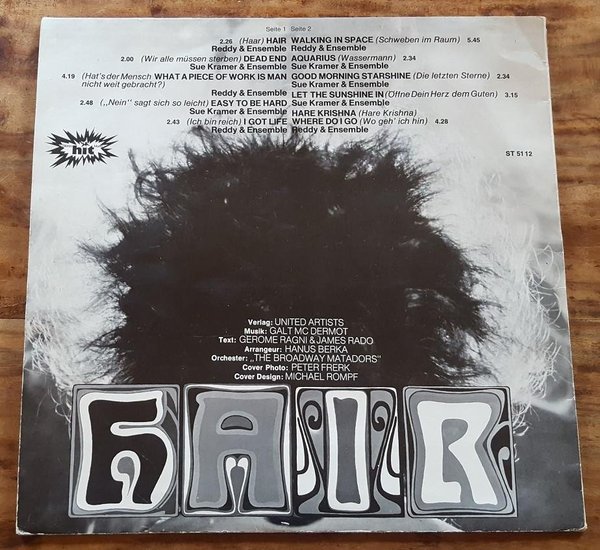 Seite 1 Seite 2
2.26 (Haar) HAIR
Reddy & Ensemble
2.00 (Wir alle müssen sterben) DEAD END
Sue Kramer & Ensemble
4.19 (Hat's der Mensch WHAT A PIECE OF WORK IS MAN
nicht weit gebracht?)
Reddy & Ensemble
2.48 („Nein" sagt sich so leicht) EASY TO BE HARD
Sue Kramer & Ensemble
2.43 (Ich bin reich) I GOT LIFE
Reddy & Ensemble
WALKING IN SPACE (Schweben im Raum) 5.45
Reddy & Ensemble
AQUARIUS (Wassermann) 2.34
Sue Kramer & Ensemble
GOOD MORNING STARSHINE (Die letzten Sterne) 2.34
Sue Kramer & Ensemble
LET THE SUNSHINE IN (Öffne Dein Herz dem Guten) 3.15
Sue Kramer & Ensemble
HARE KRISHNA (Hare Krishna)
WHERE DO I GO (Wo geh' ich hin) 4.28
Reddy & Ensemble
hit
ST 5112
Verlag: UNITED ARTISTS
Musik: GALT MC DERMOT
Text: GEROME RAGNI & JAMES RADO
Arrangeur: HANUS BERKA
Orchester: „THE BROADWAY MATADORS"
Cover Photo: PETER FRERK
Cover Design: MICHAEL ROMPF
HAIR